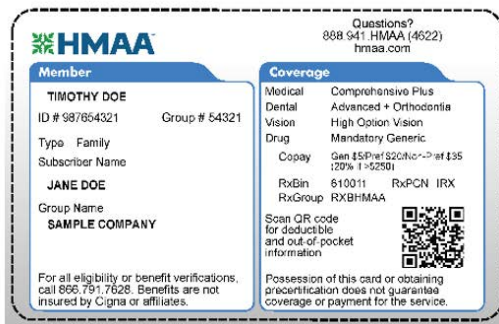 HMAA
Questions?
888.941.HMAA (4622)
hmaa.com
Member
TIMOTHY DOE
ID # 987654321 Group # 54321
Type Family
Subscriber Name
JANE DOE
Group Name
SAMPLE COMPANY
For all eligibility or benefit verifications,
call 866.791.7628. Benefits are not
insured by Cigna or affiliates.
Coverage
Medical Comprehensive Plus
Dental Advanced + Orthodontia
Vision High Option Vision
Drug Mandatory Generic
Copay Gen $5/Pref $20/Non-Pref $35
(20% if >$250)
RxBin 610011 RxPCN IRX
RxGroup RXBHMAA
Scan QR code
for deductible
and out-of-pocket
information
Possession of this card or obtaining
precertification does not guarantee
coverage or payment for the service.